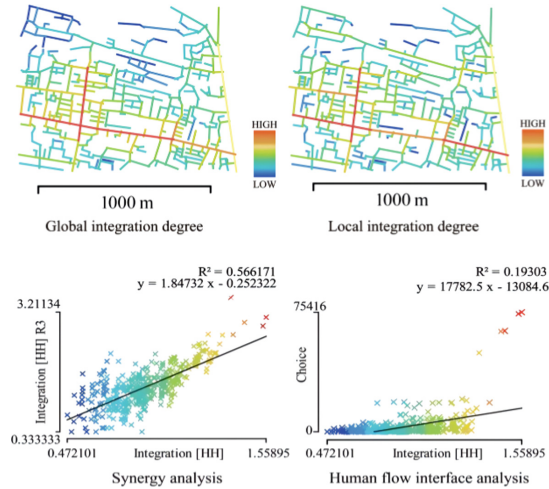 HIGH
LOW
1000 m
Global integration degree
HIGH
LOW
1000 m
Local integration degree
R² = 0.566171
y = 1.84732 x - 0.252322
3.21134
Integration [HH] R3
0.333333
0.472101
Integration [HH]
1.55895
Synergy analysis
R² = 0.19303
y = 17782.5 x - 13084.6
75416
Choice
0
0.472101
Integration [HH]
1.55895
Human flow interface analysis